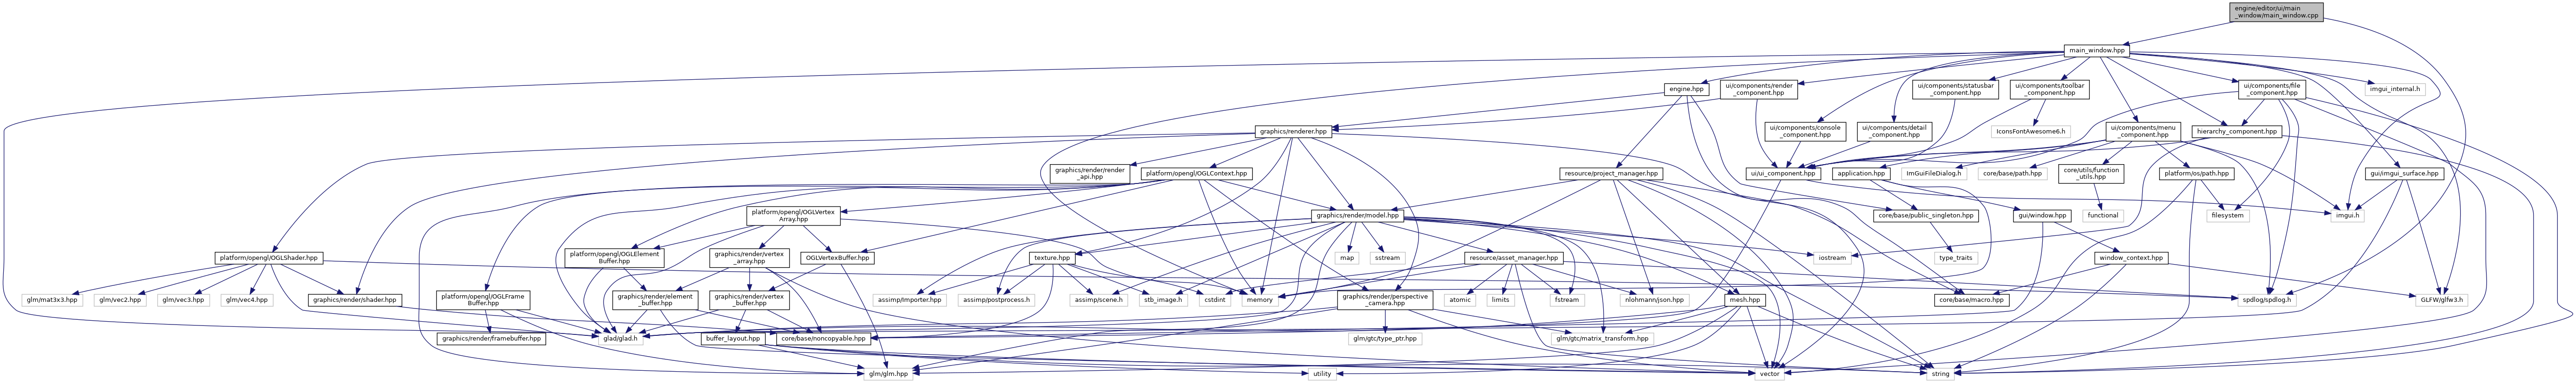 engine/editor/ui/main
_window/main_window.cpp
main_window.hpp
engine.hpp
ui/components/render
_component.hpp
ui/components/statusbar
_component.hpp
ui/components/toolbar
_component.hpp
ui/components/file
_component.hpp
imgui_internal.h
graphics/renderer.hpp
ui/components/console
_component.hpp
ui/components/detail
_component.hpp
IconsFontAwesome6.h
ui/components/menu
_component.hpp
hierarchy_component.hpp
graphics/render/render
_api.hpp
platform/opengl/OGLContext.hpp
resource/project_manager.hpp
ui/ui_component.hpp
application.hpp
ImGuiFileDialog.h
core/base/path.hpp
core/utils/function
_utils.hpp
platform/os/path.hpp
gui/imgui_surface.hpp
platform/opengl/OGLVertex
Array.hpp
graphics/render/model.hpp
core/base/public_singleton.hpp
gui/window.hpp
functional
filesystem
imgui.h
platform/opengl/OGLShader.hpp
platform/opengl/OGLElement
Buffer.hpp
graphics/render/vertex
_array.hpp
OGLVertexBuffer.hpp
texture.hpp
map
sstream
resource/asset_manager.hpp
iostream
type_traits
window_context.hpp
glm/mat3x3.hpp
glm/vec2.hpp
glm/vec3.hpp
glm/vec4.hpp
graphics/render/shader.hpp
platform/opengl/OGLFrame
Buffer.hpp
graphics/render/element
_buffer.hpp
graphics/render/vertex
_buffer.hpp
assimp/Importer.hpp
assimp/postprocess.h
assimp/scene.h
stb_image.h
cstdint
memory
graphics/render/perspective
_camera.hpp
atomic
limits
fstream
nlohmann/json.hpp
mesh.hpp
core/base/macro.hpp
spdlog/spdlog.h
GLFW/glfw3.h
graphics/render/framebuffer.hpp
glad/glad.h
buffer_layout.hpp
core/base/noncopyable.hpp
glm/gtc/type_ptr.hpp
glm/gtc/matrix_transform.hpp
glm/glm.hpp
utility
vector
string